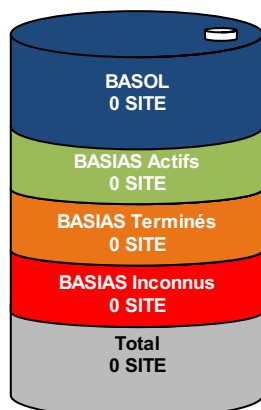 BASOL
0 SITE
BASIAS Actifs
0 SITE
BASIAS Terminés
0 SITE
BASIAS Inconnus
0 SITE
Total
0 SITE